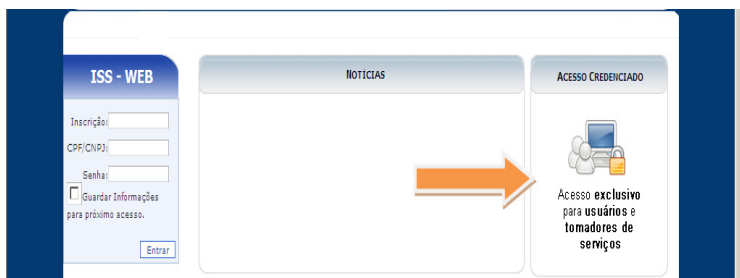 ISS - WEB
Inscrição:
CPF/CNPJ:
Senha:
Guardar Informações
para próximo acesso.
Entrar
NOTÍCIAS
ACESSO CREDENCIADO
Acesso exclusivo
para usuários e
tomadores de
serviços